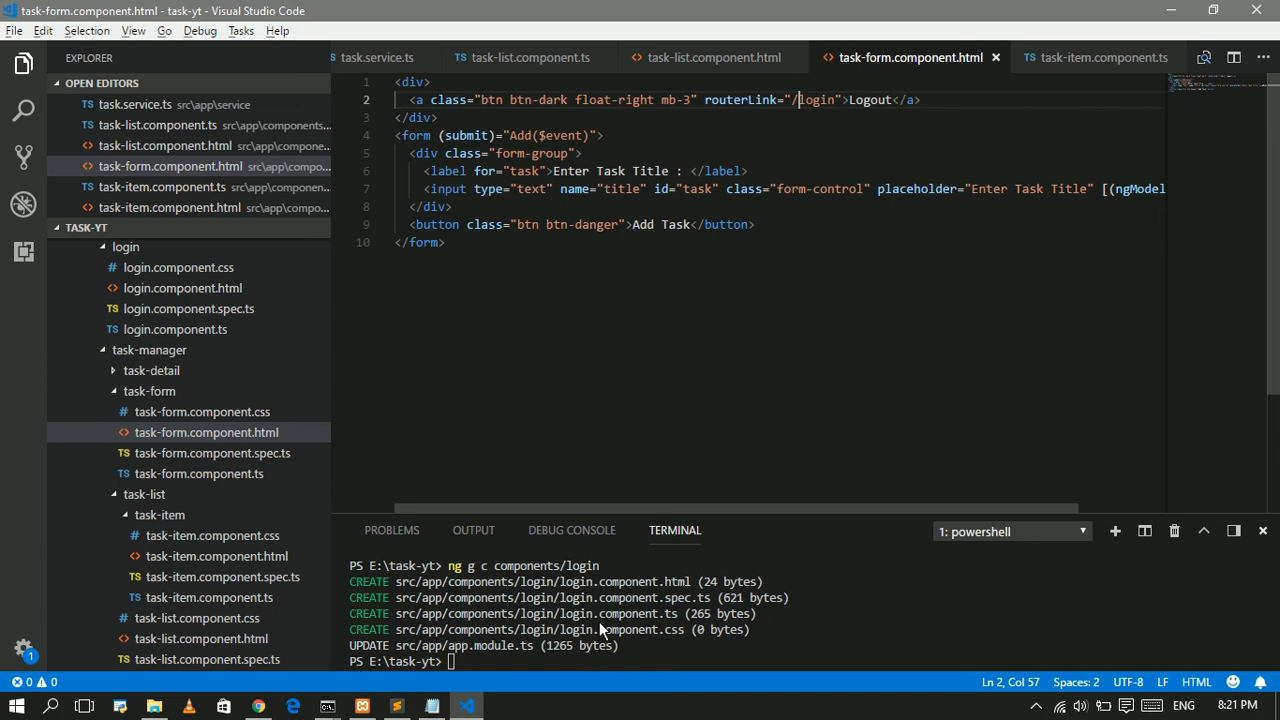 task-form.component.html - task-yt - Visual Studio Code
File Edit Selection View Go Debug Tasks Help
EXPLORER
task.service.ts
task-list.component.ts
task-list.component.html
task-form.component.html
task-item.component.ts
OPEN EDITORS
task.service.ts src\app\service
task-list.component.ts src\app\compone...
task-list.component.html src\app\compone...
task-form.component.html src\app\compo...
task-item.component.ts src\app\componen...
task-item.component.html src\app\compo...
TASK-YT
login
login.component.css
login.component.html
login.component.spec.ts
login.component.ts
task-manager
task-detail
task-form
task-form.component.css
task-form.component.html
task-form.component.spec.ts
task-form.component.ts
task-list
task-item
task-item.component.css
task-item.component.html
task-item.component.spec.ts
task-item.component.ts
task-list.component.css
task-list.component.html
task-list.component.spec.ts
1 <div>
2 <a class="btn btn-dark float-right mb-3" routerLink="/login">Logout</a>
3 </div>
4 <form (submit)="Add($event)">
5 <div class="form-group">
6 <label for="task">Enter Task Title : </label>
7 <input type="text" name="title" id="task" class="form-control" placeholder="Enter Task Title" [(ngModel
8 </div>
9 <button class="btn btn-danger">Add Task</button>
10 </form>
PROBLEMS OUTPUT DEBUG CONSOLE TERMINAL
1: powershell
PS E:\task-yt> ng g c components/login
CREATE src/app/components/login/login.component.html (24 bytes)
CREATE src/app/components/login/login.component.spec.ts (621 bytes)
CREATE src/app/components/login/login.component.ts (265 bytes)
CREATE src/app/components/login/login.component.css (0 bytes)
UPDATE src/app/app.module.ts (1265 bytes)
PS E:\task-yt>
1
0 0
Ln 2, Col 57 Spaces: 2 UTF-8 LF HTML
ENG 8:21 PM